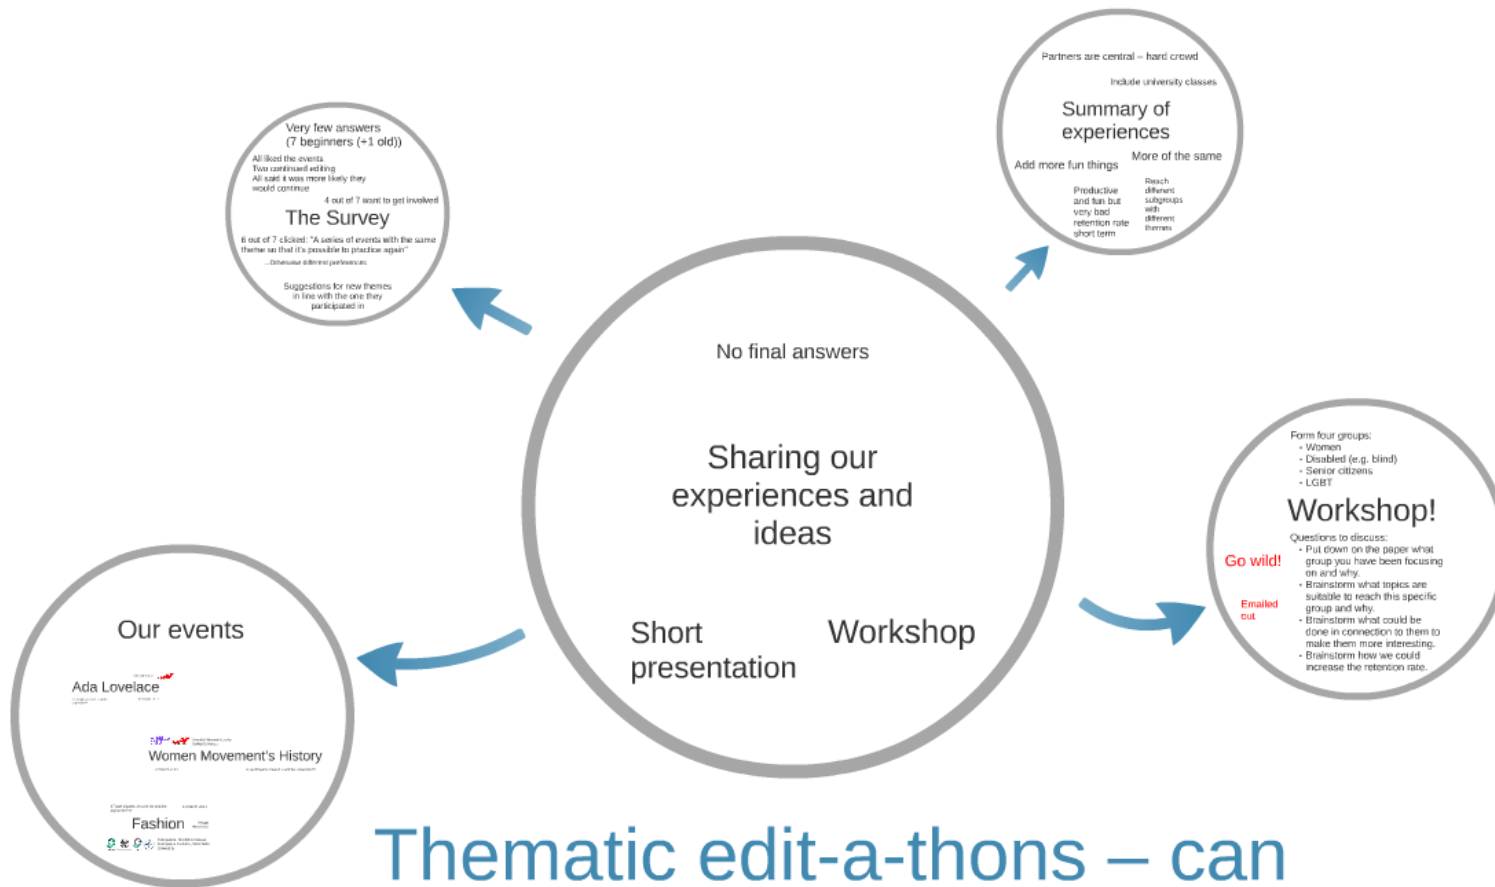 Partners are central – hard crowd
Include university classes
Summary of
experiences
More of the same
Add more fun things
Productive
and fun but
very bad
retention rate
short term
Reach
different
subgroups
with
different
themes
Very few answers
(7 beginners (+1 old))
All liked the events
Two continued editing
All said it was more likely they
would continue
4 out of 7 want to get involved
The Survey
6 out of 7 clicked: "A series of events with the same
theme so that it's possible to practice again"
...Otherwise different preferences
Suggestions for new themes
in line with the one they
participated in
No final answers
Sharing our
experiences and
ideas
Short
presentation
Workshop
Form four groups:
- Women
- Disabled (e.g. blind)
- Senior citizens
- LGBT
Workshop!
Questions to discuss:
- Put down on the paper what
group you have been focusing
on and why.
- Brainstorm what topics are
suitable to reach this specific
group and why.
- Brainstorm what could be
done in connection to them to
make them more interesting.
- Brainstorm how we could
increase the retention rate.
Go wild!
Emailed
out
Our events
Ada Lovelace
Women Movement's History
Fashion
Thematic edit-a-thons – can